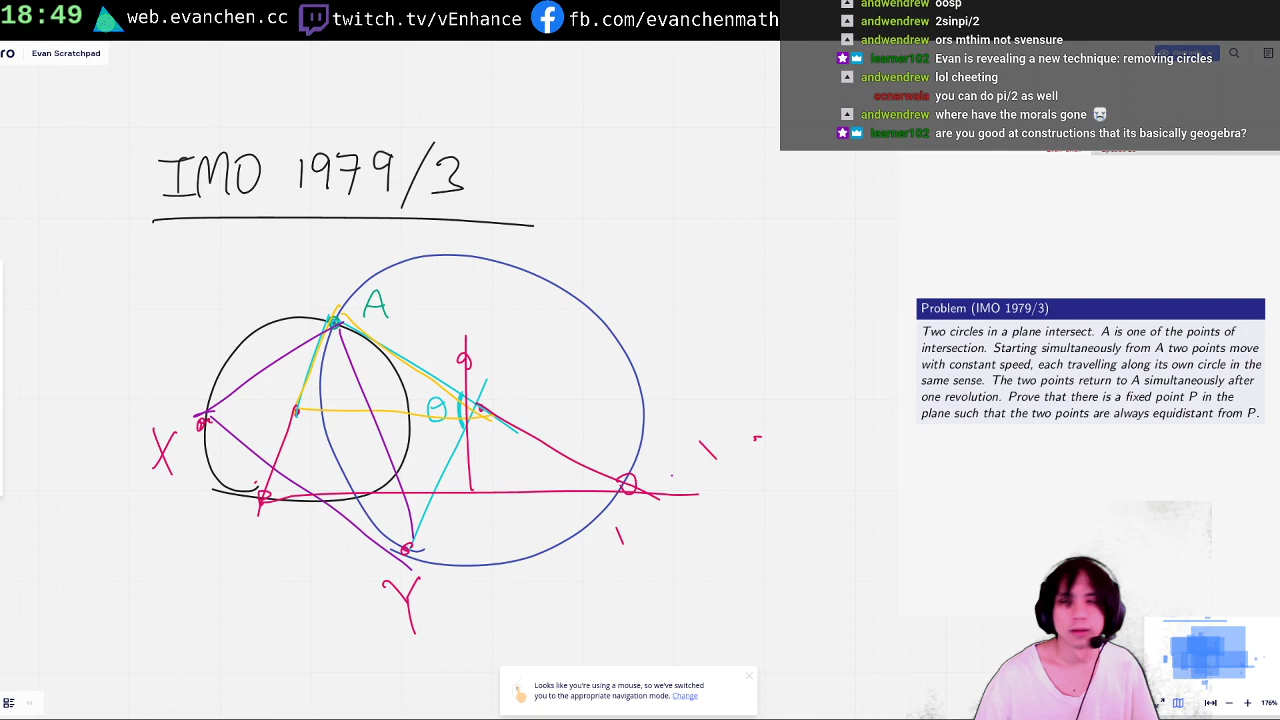 18:49 web.evanchen.cc twitch.tv/vEnhance fb.com/evanchenmath
andwendrew oosp
andwendrew 2sinpi/2
andwendrew ors mthim not svensure
learner102 Evan is revealing a new technique: removing circles
andwendrew lol cheeting
ecnerwala you can do pi/2 as well
andwendrew where have the morals gone 😢
learner102 are you good at constructions that its basically geogebra?
ro Evan Scratchpad
IMO 1979/3
A
Θ
X
P
Y
Problem (IMO 1979/3)
Two circles in a plane intersect. A is one of the points of
intersection. Starting simultaneously from A two points move
with constant speed, each travelling along its own circle in the
same sense. The two points return to A simultaneously after
one revolution. Prove that there is a fixed point P in the
plane such that the two points are always equidistant from P.
Looks like you're using a mouse, so we've switched
you to the appropriate navigation mode. Change
176%